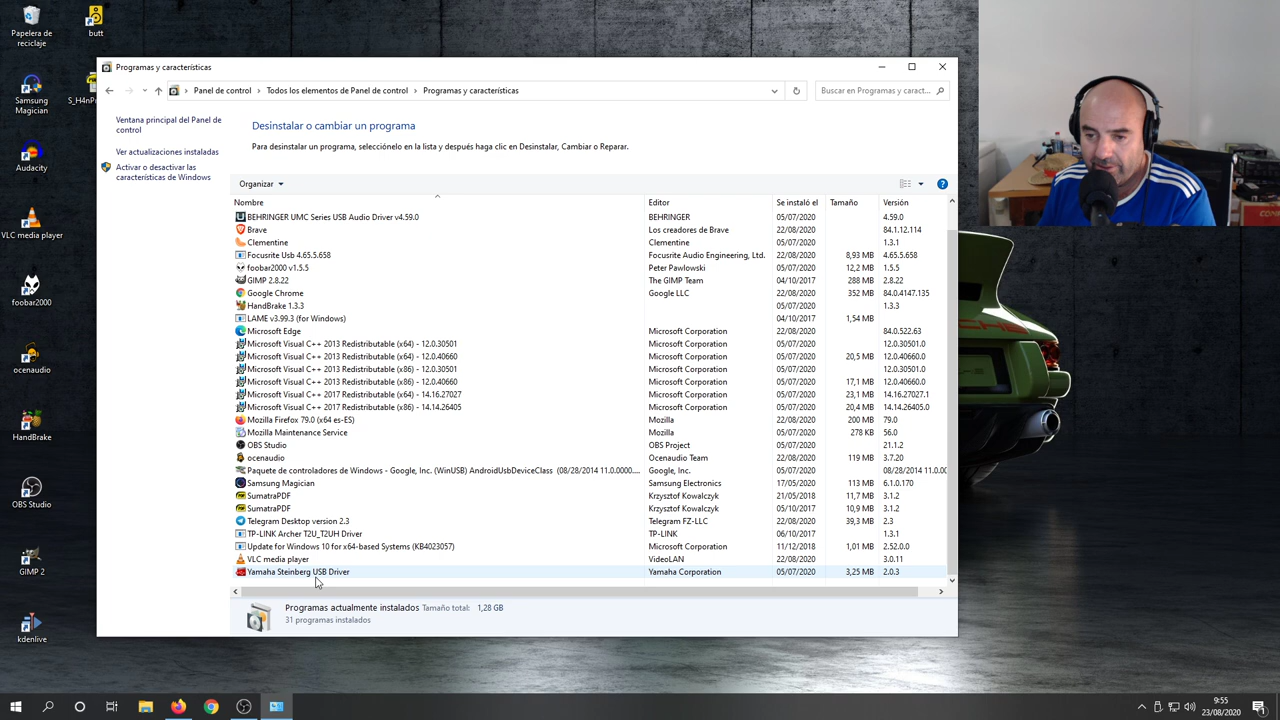 Papelera de
reciclaje
butt
Samsung
Magician
Audacity
VLC media player
foobar2000
ocenaudio
HandBrake
OBS Studio
GIMP 2
kdenlive
Programas y características
Panel de control
Todos los elementos de Panel de control
Programas y características
Buscar en Programas y caract...
Ventana principal del Panel de
control
Ver actualizaciones instaladas
Activar o desactivar las
características de Windows
Desinstalar o cambiar un programa
Para desinstalar un programa, selecciónelo en la lista y después haga clic en Desinstalar, Cambiar o Reparar.
Organizar
Nombre Editor Se instaló el Tamaño Versión
BEHRINGER UMC Series USB Audio Driver v4.59.0 BEHRINGER 05/07/2020 4.59.0
Brave Los creadores de Brave 22/08/2020 84.1.12.114
Clementine Clementine 05/07/2020 1.3.1
Focusrite Usb 4.65.5.658 Focusrite Audio Engineering, Ltd. 05/07/2020 8,93 MB 4.65.5.658
foobar2000 v1.5.5 Peter Pawlowski 05/07/2020 12,2 MB 1.5.5
GIMP 2.8.22 The GIMP Team 04/10/2017 288 MB 2.8.22
Google Chrome Google LLC 22/08/2020 352 MB 84.0.4147.135
HandBrake 1.3.3 05/07/2020 1.3.3
LAME v3.99.3 (for Windows) 04/10/2017 1,54 MB
Microsoft Edge Microsoft Corporation 22/08/2020 84.0.522.63
Microsoft Visual C++ 2013 Redistributable (x64) - 12.0.30501 Microsoft Corporation 05/07/2020 12.0.30501.0
Microsoft Visual C++ 2013 Redistributable (x64) - 12.0.40660 Microsoft Corporation 05/07/2020 20,5 MB 12.0.40660.0
Microsoft Visual C++ 2013 Redistributable (x86) - 12.0.30501 Microsoft Corporation 05/07/2020 12.0.30501.0
Microsoft Visual C++ 2013 Redistributable (x86) - 12.0.40660 Microsoft Corporation 05/07/2020 17,1 MB 12.0.40660.0
Microsoft Visual C++ 2017 Redistributable (x64) - 14.16.27027 Microsoft Corporation 05/07/2020 23,1 MB 14.16.27027.1
Microsoft Visual C++ 2017 Redistributable (x86) - 14.14.26405 Microsoft Corporation 05/07/2020 20,4 MB 14.14.26405.0
Mozilla Firefox 79.0 (x64 es-ES) Mozilla 22/08/2020 200 MB 79.0
Mozilla Maintenance Service Mozilla 05/07/2020 278 KB 56.0
OBS Studio OBS Project 05/07/2020 21.1.2
ocenaudio Ocenaudio Team 22/08/2020 119 MB 3.7.20
Paquete de controladores de Windows - Google, Inc. (WinUSB) AndroidUsbDeviceClass (08/28/2014 11.0.0000.... Google, Inc. 05/07/2020 08/28/2014 11.0.00
Samsung Magician Samsung Electronics 17/05/2020 113 MB 6.1.0.170
SumatraPDF Krzysztof Kowalczyk 21/05/2018 11,7 MB 3.1.2
SumatraPDF Krzysztof Kowalczyk 05/10/2017 10,9 MB 3.1.2
Telegram Desktop version 2.3 Telegram FZ-LLC 22/08/2020 39,3 MB 2.3
TP-LINK Archer T2U_T2UH Driver TP-LINK 06/10/2017 1.3.1
Update for Windows 10 for x64-based Systems (KB4023057) Microsoft Corporation 11/12/2018 1,01 MB 2.52.0.0
VLC media player VideoLAN 22/08/2020 3.0.11
Yamaha Steinberg USB Driver Yamaha Corporation 05/07/2020 3,25 MB 2.0.3
Programas actualmente instalados Tamaño total: 1,28 GB
31 programas instalados
9:55
23/08/2020
1